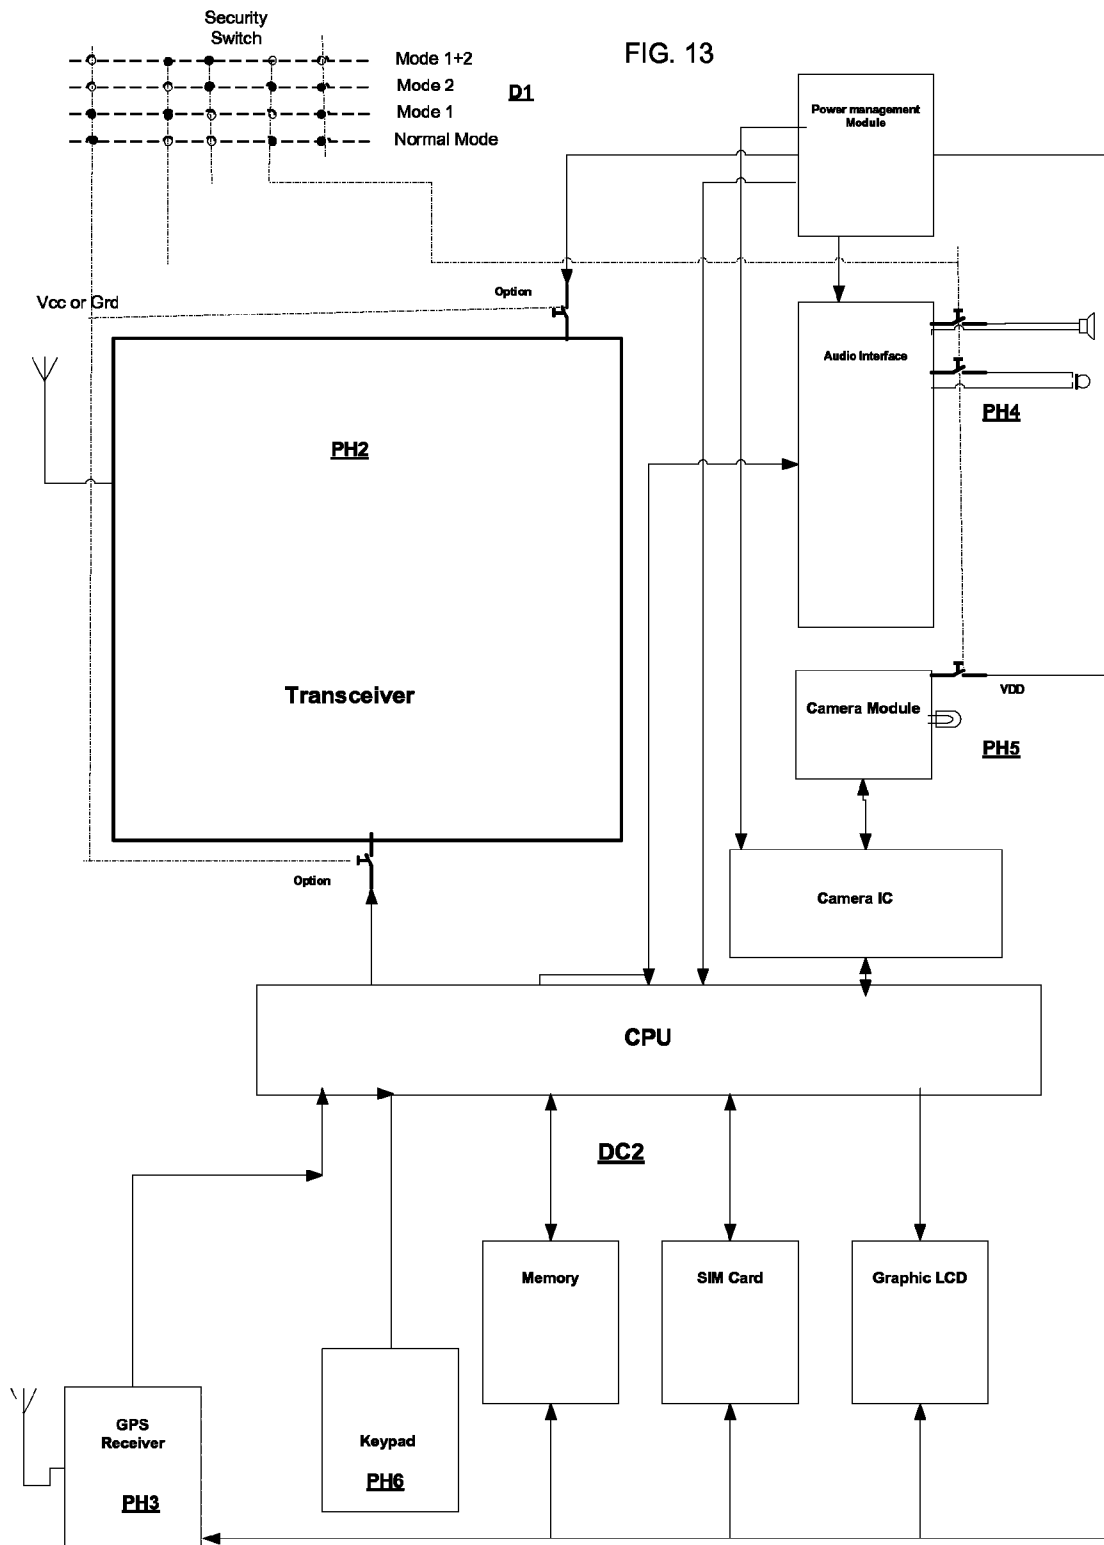 Security
Switch
FIG. 13
Mode 1+2
Mode 2
D1
Mode 1
Normal Mode
Power management
Module
Vcc or Grd
Option
Audio Interface
PH4
PH2
Transceiver
VDD
Camera Module
PH5
Option
Camera IC
CPU
DC2
Memory
SIM Card
Graphic LCD
GPS
Receiver
PH3
Keypad
PH6